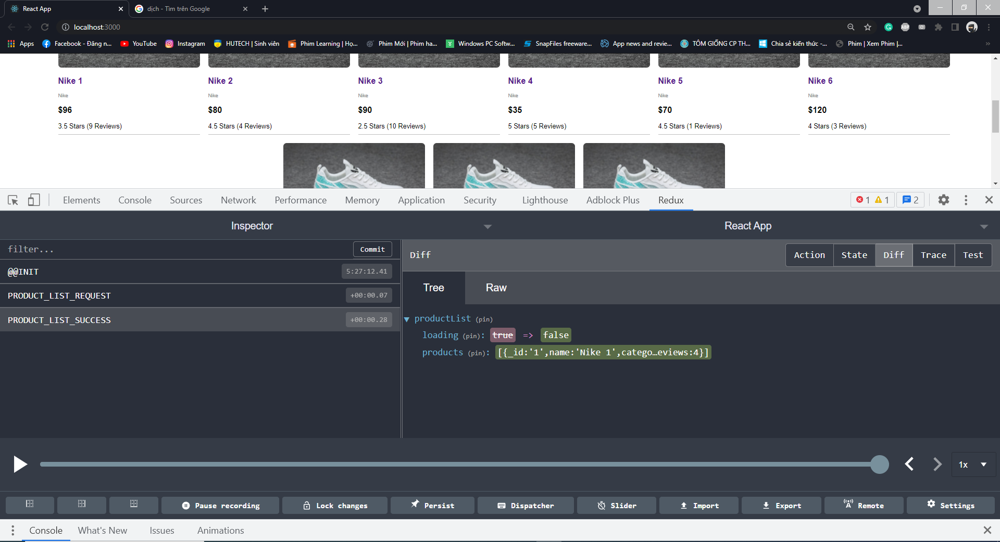 React App
dịch - Tìm trên Google
localhost:3000
Apps
Facebook - Đăng n...
YouTube
Instagram
HUTECH | Sinh viên
Phim Learning | Họ...
Phim Mới | Phim ha...
Windows PC Softw...
SnapFiles freeware...
App news and revie...
TÔM GIỐNG CP TH...
Chia sẻ kiến thức -...
Phim | Xem Phim |...
Nike 1 Nike 2 Nike 3 Nike 4 Nike 5 Nike 6
Nike Nike Nike Nike Nike Nike
$96 $80 $90 $35 $70 $120
3.5 Stars (9 Reviews) 4.5 Stars (4 Reviews) 2.5 Stars (10 Reviews) 5 Stars (5 Reviews) 4.5 Stars (1 Reviews) 4 Stars (3 Reviews)
Elements Console Sources Network Performance Memory Application Security Lighthouse Adblock Plus Redux 1 1 2
Inspector React App
filter... Commit
@@INIT 5:27:12.41
PRODUCT_LIST_REQUEST +00:00.07
PRODUCT_LIST_SUCCESS +00:00.28
Diff Action State Diff Trace Test
Tree Raw
productList (pin)
loading (pin): true => false
products (pin): [{_id:'1',name:'Nike 1',catego…eviews:4}]
1x
Pause recording Lock changes Persist Dispatcher Slider Import Export Remote Settings
Console What's New Issues Animations